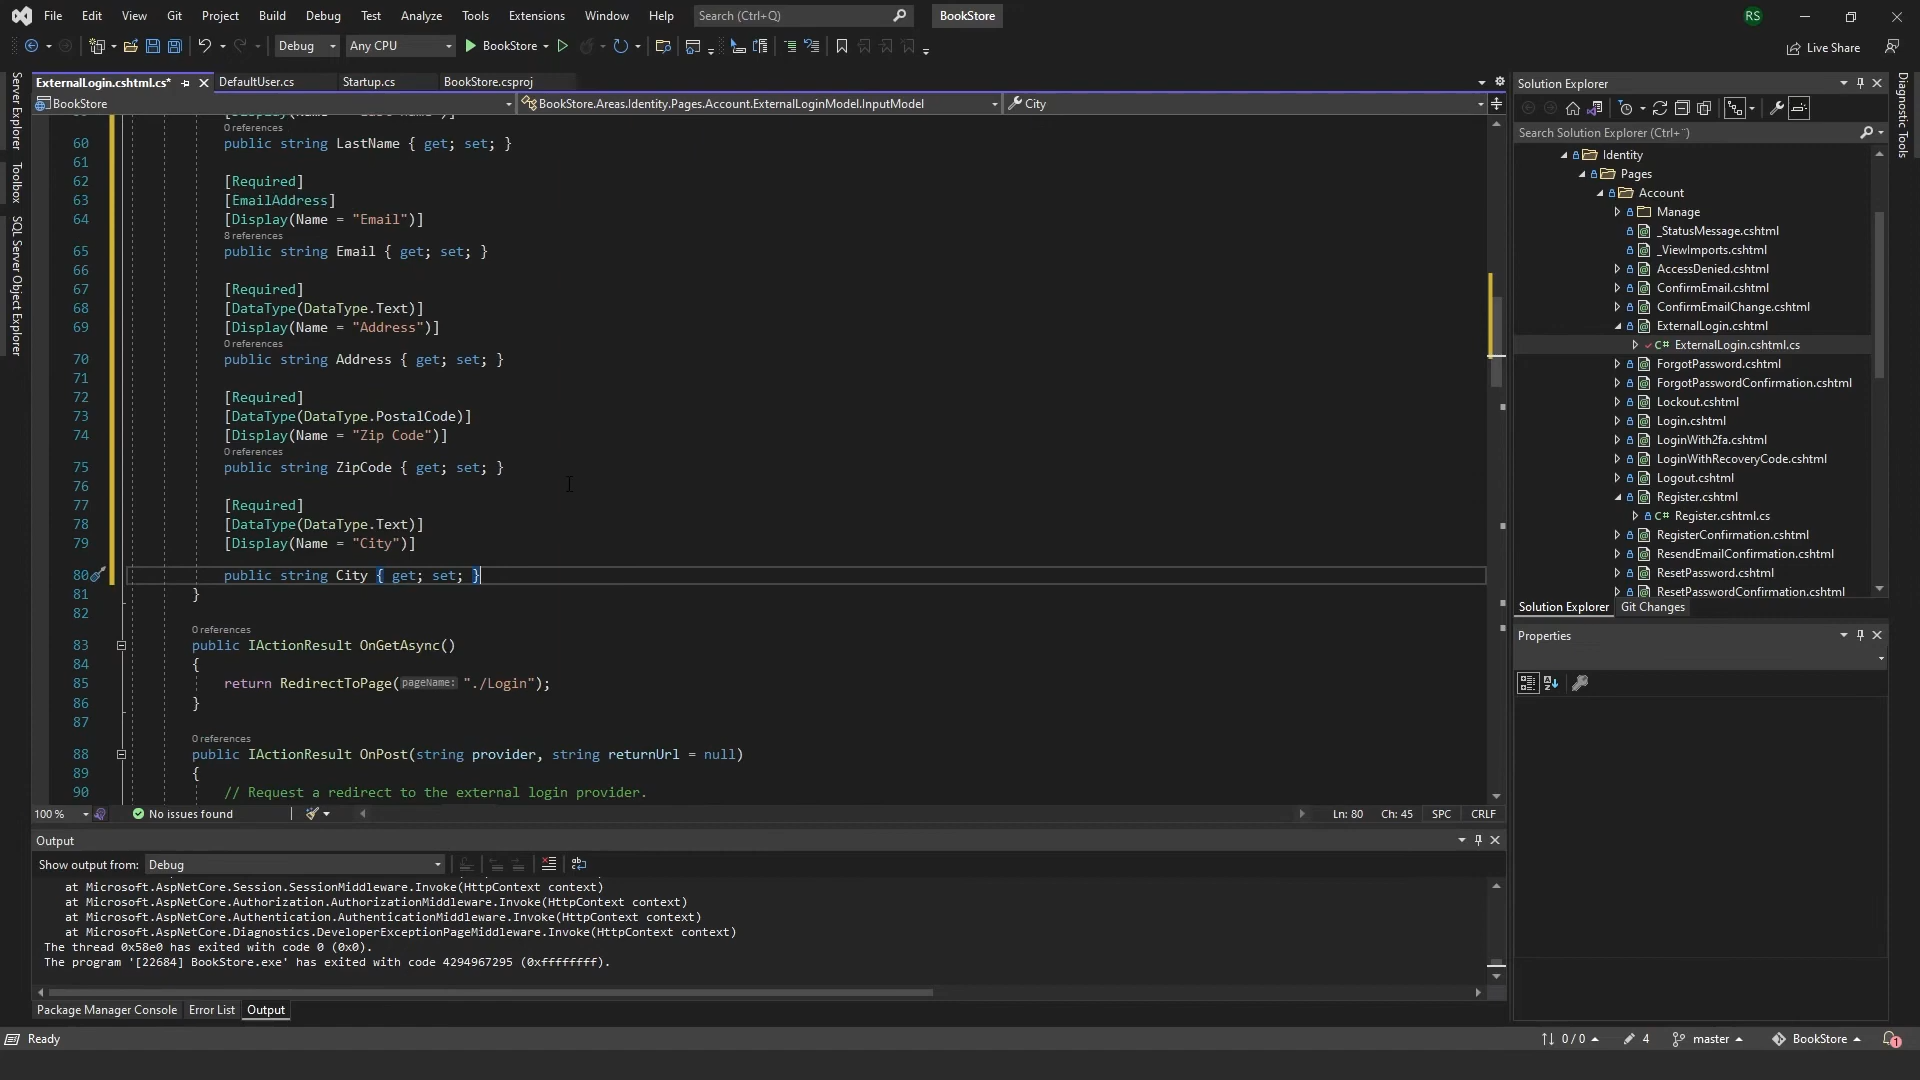 File Edit View Git Project Build Debug Test Analyze Tools Extensions Window Help Search (Ctrl+Q) BookStore RS
Debug Any CPU BookStore Live Share
ExternalLogin.cshtml.cs* DefaultUser.cs Startup.cs BookStore.csproj
BookStore BookStore.Areas.Identity.Pages.Account.ExternalLoginModel.InputModel City
Server Explorer
Toolbox
SQL Server Object Explorer
0 references
60 public string LastName { get; set; }
61
62 [Required]
63 [EmailAddress]
64 [Display(Name = "Email")]
8 references
65 public string Email { get; set; }
66
67 [Required]
68 [DataType(DataType.Text)]
69 [Display(Name = "Address")]
0 references
70 public string Address { get; set; }
71
72 [Required]
73 [DataType(DataType.PostalCode)]
74 [Display(Name = "Zip Code")]
0 references
75 public string ZipCode { get; set; }
76
77 [Required]
78 [DataType(DataType.Text)]
79 [Display(Name = "City")]
80 public string City { get; set; }
81 }
82
0 references
83 public IActionResult OnGetAsync()
84 {
85 return RedirectToPage(pageName: "./Login");
86 }
87
0 references
88 public IActionResult OnPost(string provider, string returnUrl = null)
89 {
90 // Request a redirect to the external login provider.
100 % No issues found Ln: 80 Ch: 45 SPC CRLF
Output
Show output from: Debug
at Microsoft.AspNetCore.Session.SessionMiddleware.Invoke(HttpContext context)
at Microsoft.AspNetCore.Authorization.AuthorizationMiddleware.Invoke(HttpContext context)
at Microsoft.AspNetCore.Authentication.AuthenticationMiddleware.Invoke(HttpContext context)
at Microsoft.AspNetCore.Diagnostics.DeveloperExceptionPageMiddleware.Invoke(HttpContext context)
The thread 0x58e0 has exited with code 0 (0x0).
The program '[22684] BookStore.exe' has exited with code 4294967295 (0xffffffff).
Package Manager Console Error List Output
Solution Explorer
Search Solution Explorer (Ctrl+¨)
Identity
Pages
Account
Manage
_StatusMessage.cshtml
_ViewImports.cshtml
AccessDenied.cshtml
ConfirmEmail.cshtml
ConfirmEmailChange.cshtml
ExternalLogin.cshtml
C# ExternalLogin.cshtml.cs
ForgotPassword.cshtml
ForgotPasswordConfirmation.cshtml
Lockout.cshtml
Login.cshtml
LoginWith2fa.cshtml
LoginWithRecoveryCode.cshtml
Logout.cshtml
Register.cshtml
C# Register.cshtml.cs
RegisterConfirmation.cshtml
ResendEmailConfirmation.cshtml
ResetPassword.cshtml
ResetPasswordConfirmation.cshtml
Solution Explorer Git Changes
Properties
Diagnostic Tools
Ready 0 / 0 4 master BookStore 1